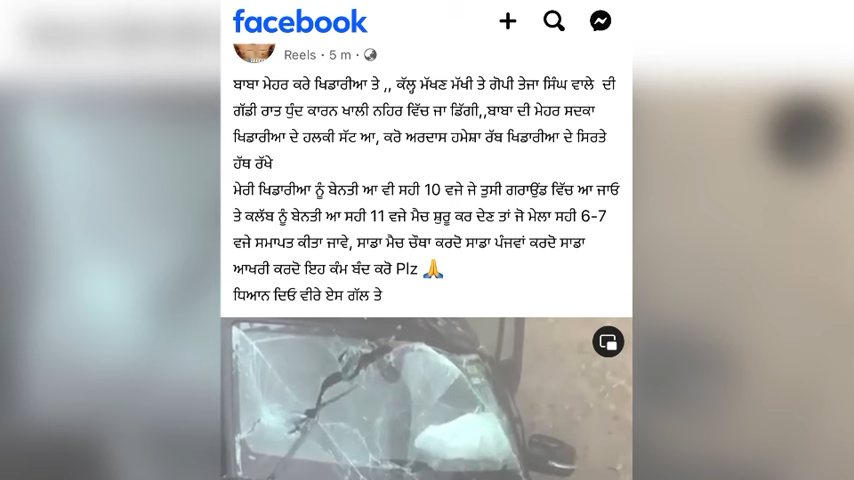 facebook
Reels · 5 m ·
ਬਾਬਾ ਮੇਹਰ ਕਰੇ ਖਿਡਾਰੀਆ ਤੇ ,, ਕੱਲ੍ਹ ਮੱਖਣ ਮੱਖੀ ਤੇ ਗੋਪੀ ਤੇਜਾ ਸਿੰਘ ਵਾਲੇ ਦੀ
ਗੱਡੀ ਰਾਤ ਧੁੰਦ ਕਾਰਨ ਖਾਲੀ ਨਹਿਰ ਵਿੱਚ ਜਾ ਡਿੱਗੀ,,ਬਾਬਾ ਦੀ ਮੇਹਰ ਸਦਕਾ
ਖਿਡਾਰੀਆ ਦੇ ਹਲਕੀ ਸੱਟ ਆ, ਕਰੋ ਅਰਦਾਸ ਹਮੇਸ਼ਾ ਰੱਬ ਖਿਡਾਰੀਆ ਦੇ ਸਿਰਤੇ
ਹੱਥ ਰੱਖੇ
ਮੇਰੀ ਖਿਡਾਰੀਆ ਨੂੰ ਬੇਨਤੀ ਆ ਵੀ ਸਹੀ 10 ਵਜੇ ਜੇ ਤੁਸੀ ਗਰਾਉਂਡ ਵਿੱਚ ਆ ਜਾਓ
ਤੇ ਕਲੱਬ ਨੂੰ ਬੇਨਤੀ ਆ ਸਹੀ 11 ਵਜੇ ਮੈਚ ਸ਼ੁਰੂ ਕਰ ਦੇਣ ਤਾਂ ਜੋ ਮੇਲਾ ਸਹੀ 6-7
ਵਜੇ ਸਮਾਪਤ ਕੀਤਾ ਜਾਵੇ, ਸਾਡਾ ਮੈਚ ਚੌਥਾ ਕਰਦੋ ਸਾਡਾ ਪੰਜਵਾਂ ਕਰਦੋ ਸਾਡਾ
ਆਖਰੀ ਕਰਦੋ ਇਹ ਕੰਮ ਬੰਦ ਕਰੋ Plz 🙏
ਧਿਆਨ ਦਿਓ ਵੀਰੇ ਏਸ ਗੱਲ ਤੇ